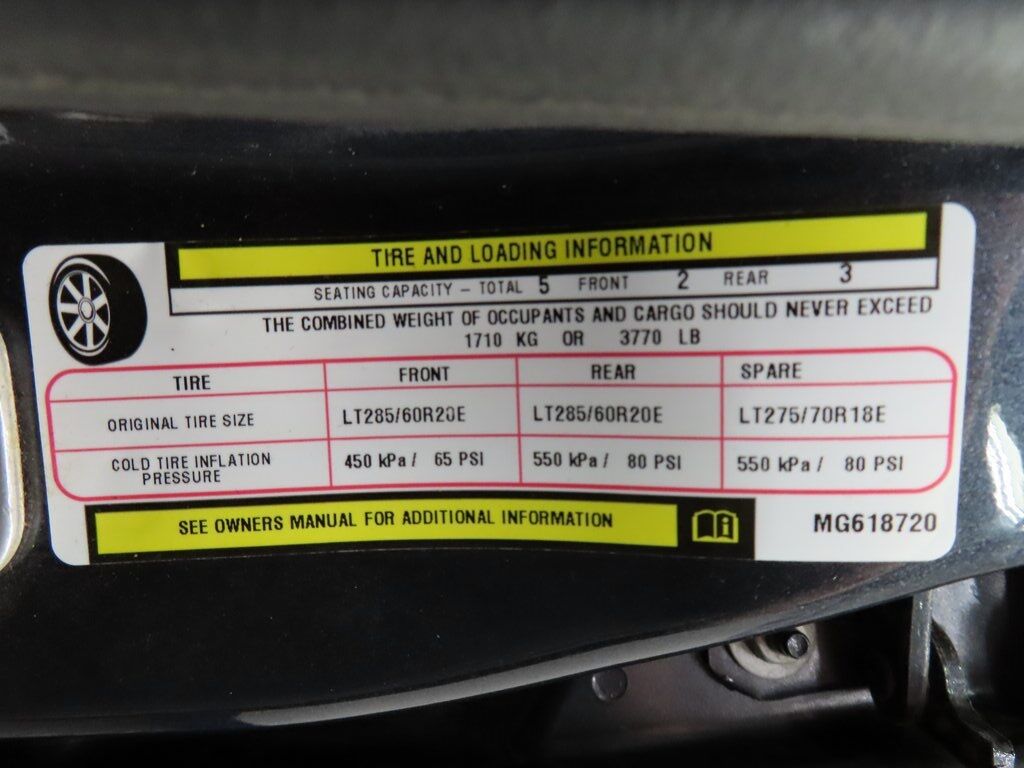 TIRE AND LOADING INFORMATION
SEATING CAPACITY – TOTAL 5 FRONT 2 REAR 3
THE COMBINED WEIGHT OF OCCUPANTS AND CARGO SHOULD NEVER EXCEED
1710 KG OR 3770 LB
TIRE FRONT REAR SPARE
ORIGINAL TIRE SIZE LT285/60R20E LT285/60R20E LT275/70R18E
COLD TIRE INFLATION
PRESSURE 450 kPa / 65 PSI 550 kPa / 80 PSI 550 kPa / 80 PSI
SEE OWNERS MANUAL FOR ADDITIONAL INFORMATION
MG618720